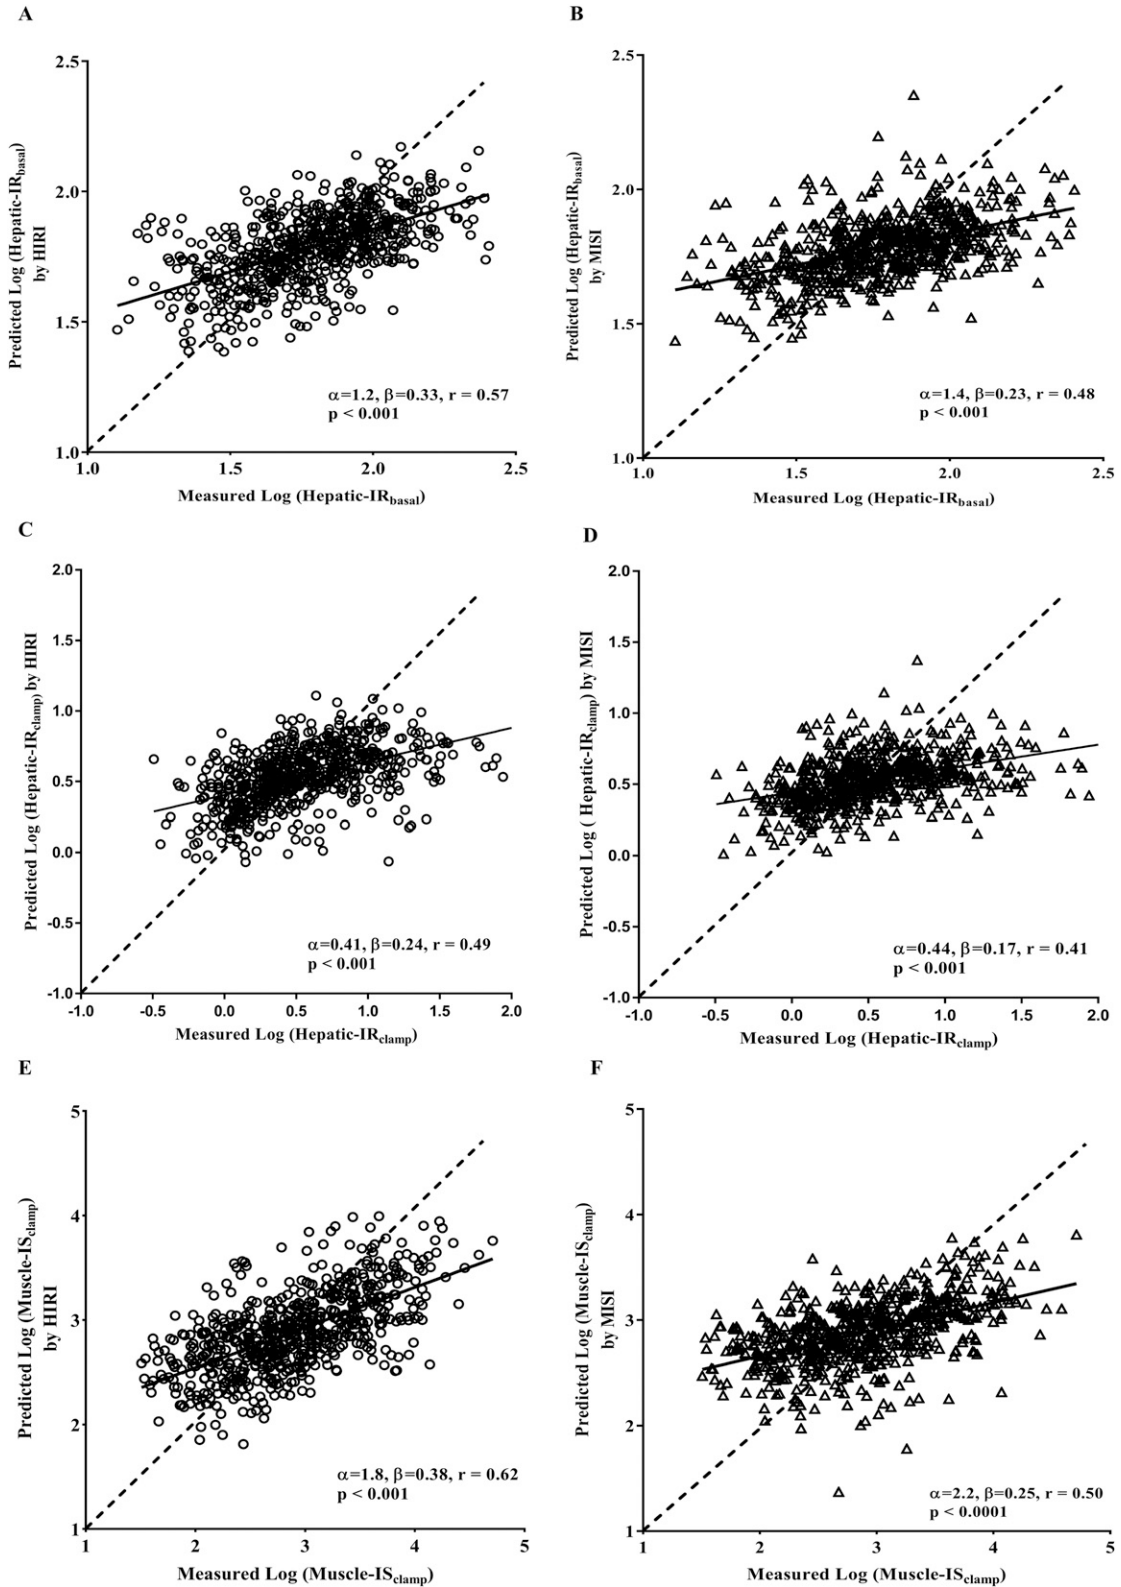 A
2.5
2.0
1.5
1.0
1.0 1.5 2.0 2.5
Predicted Log (Hepatic-IRbasal)
by HIRI
α=1.2, β=0.33, r = 0.57
p < 0.001
Measured Log (Hepatic-IRbasal)
B
2.5
2.0
1.5
1.0
1.0 1.5 2.0 2.5
Predicted Log (Hepatic-IRbasal)
by MISI
α=1.4, β=0.23, r = 0.48
p < 0.001
Measured Log (Hepatic-IRbasal)
C
2.0
1.5
1.0
0.5
0.0
-0.5
-1.0
-1.0 -0.5 0.0 0.5 1.0 1.5 2.0
Predicted Log (Hepatic-IRclamp) by HIRI
α=0.41, β=0.24, r = 0.49
p < 0.001
Measured Log (Hepatic-IRclamp)
D
2.0
1.5
1.0
0.5
0.0
-0.5
-1.0
-1.0 -0.5 0.0 0.5 1.0 1.5 2.0
Predicted Log ( Hepatic-IRclamp) by MISI
α=0.44, β=0.17, r = 0.41
p < 0.001
Measured Log (Hepatic-IRclamp)
E
5
4
3
2
1
1 2 3 4 5
Predicted Log (Muscle-ISclamp)
by HIRI
α=1.8, β=0.38, r = 0.62
p < 0.001
Measured Log (Muscle-ISclamp)
F
5
4
3
2
1
1 2 3 4 5
Predicted Log (Muscle-ISclamp)
by MISI
α=2.2, β=0.25, r = 0.50
p < 0.0001
Measured Log (Muscle-ISclamp)